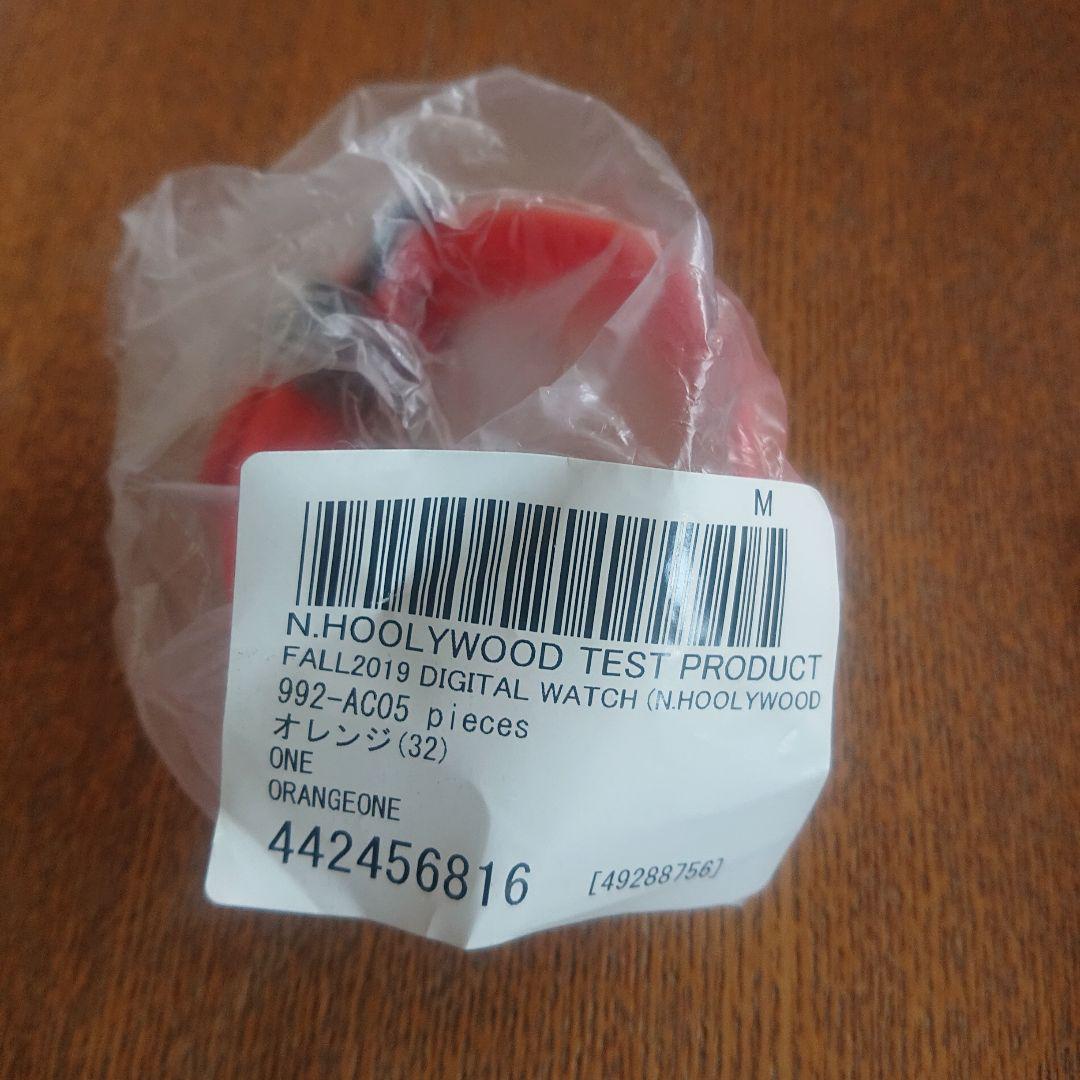 M
N.HOOLYWOOD TEST PRODUCT
FALL2019 DIGITAL WATCH (N.HOOLYWOOD
992-AC05 pieces
オレンジ(32)
ONE
ORANGEONE
442456816
[49288756]